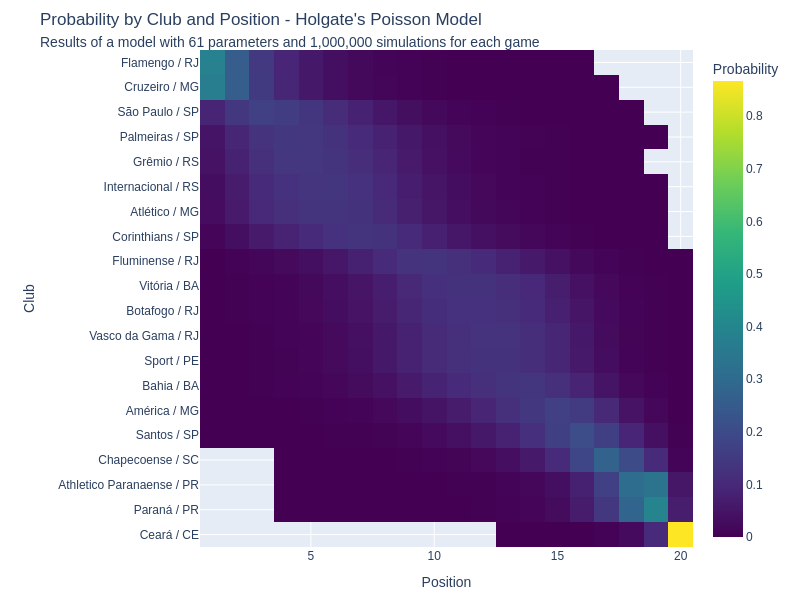 Probability by Club and Position - Holgate's Poisson Model
Results of a model with 61 parameters and 1,000,000 simulations for each game
Probability
Flamengo / RJ
Cruzeiro / MG
São Paulo / SP
Palmeiras / SP
Grêmio / RS
Internacional / RS
Atlético / MG
Corinthians / SP
Fluminense / RJ
Vitória / BA
Botafogo / RJ
Vasco da Gama / RJ
Sport / PE
Bahia / BA
América / MG
Santos / SP
Chapecoense / SC
Athletico Paranaense / PR
Paraná / PR
Ceará / CE
Club
5
10
15
20
Position
0.8
0.7
0.6
0.5
0.4
0.3
0.2
0.1
0